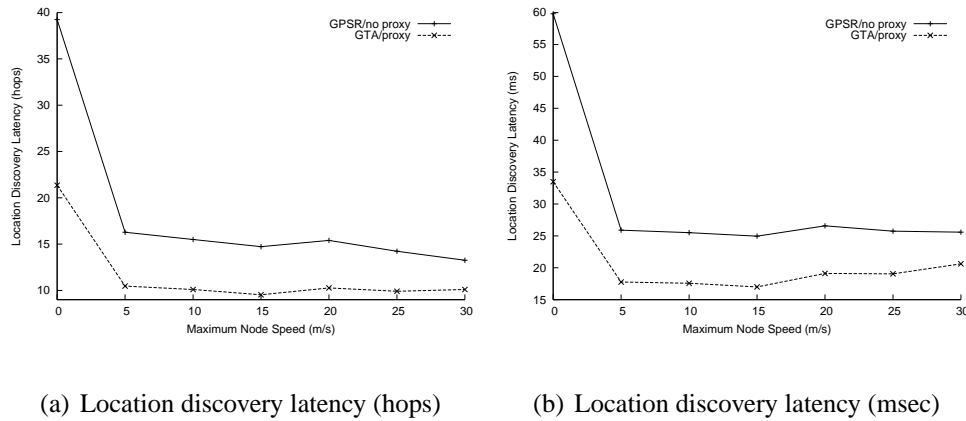 40
35
30
25
20
15
10
0 5 10 15 20 25 30
Location Discovery Latency (hops)
Maximum Node Speed (m/s)
GPSR/no proxy
GTA/proxy
(a) Location discovery latency (hops)
60
55
50
45
40
35
30
25
20
15
0 5 10 15 20 25 30
Location Discovery Latency (ms)
Maximum Node Speed (m/s)
GPSR/no proxy
GTA/proxy
(b) Location discovery latency (msec)